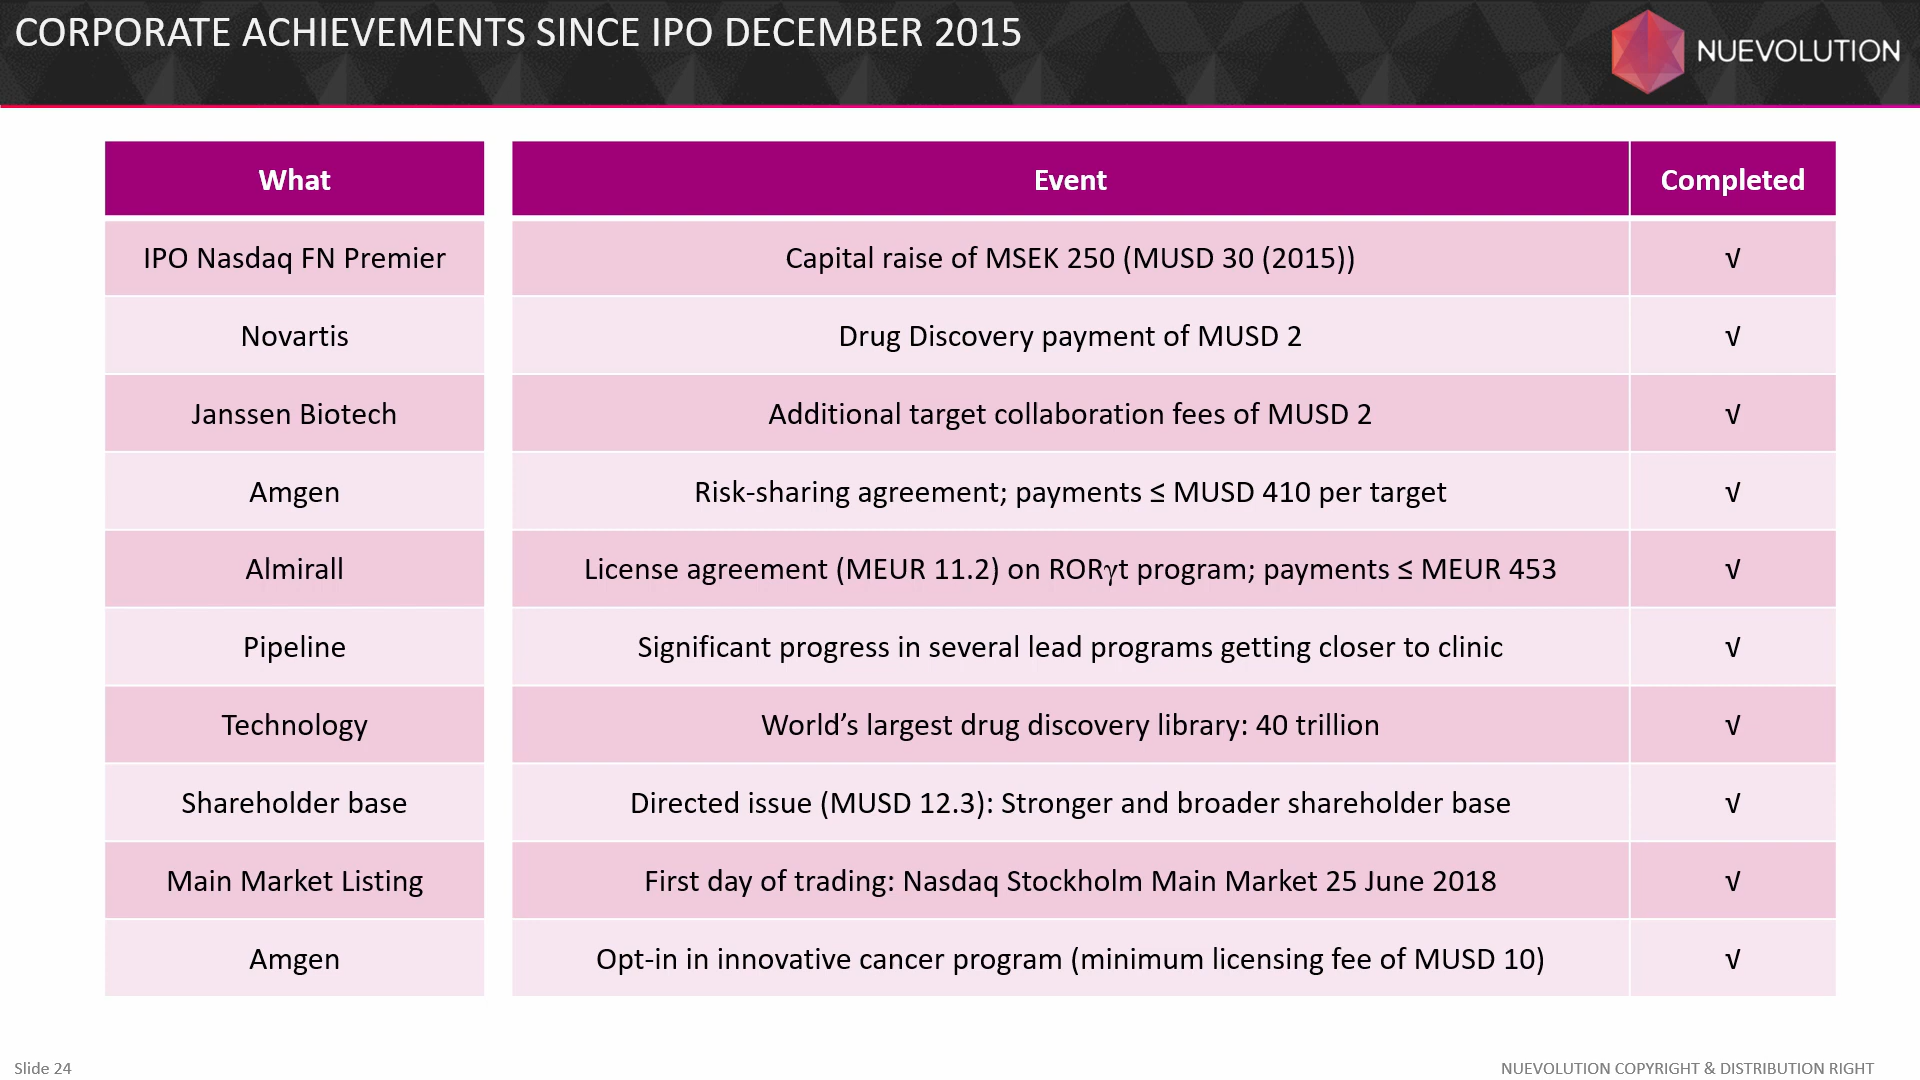 CORPORATE ACHIEVEMENTS SINCE IPO DECEMBER 2015
NUEVOLUTION
What Event Completed
IPO Nasdaq FN Premier Capital raise of MSEK 250 (MUSD 30 (2015)) √
Novartis Drug Discovery payment of MUSD 2 √
Janssen Biotech Additional target collaboration fees of MUSD 2 √
Amgen Risk-sharing agreement; payments ≤ MUSD 410 per target √
Almirall License agreement (MEUR 11.2) on RORγt program; payments ≤ MEUR 453 √
Pipeline Significant progress in several lead programs getting closer to clinic √
Technology World’s largest drug discovery library: 40 trillion √
Shareholder base Directed issue (MUSD 12.3): Stronger and broader shareholder base √
Main Market Listing First day of trading: Nasdaq Stockholm Main Market 25 June 2018 √
Amgen Opt-in in innovative cancer program (minimum licensing fee of MUSD 10) √
Slide 24 NUEVOLUTION COPYRIGHT & DISTRIBUTION RIGHT